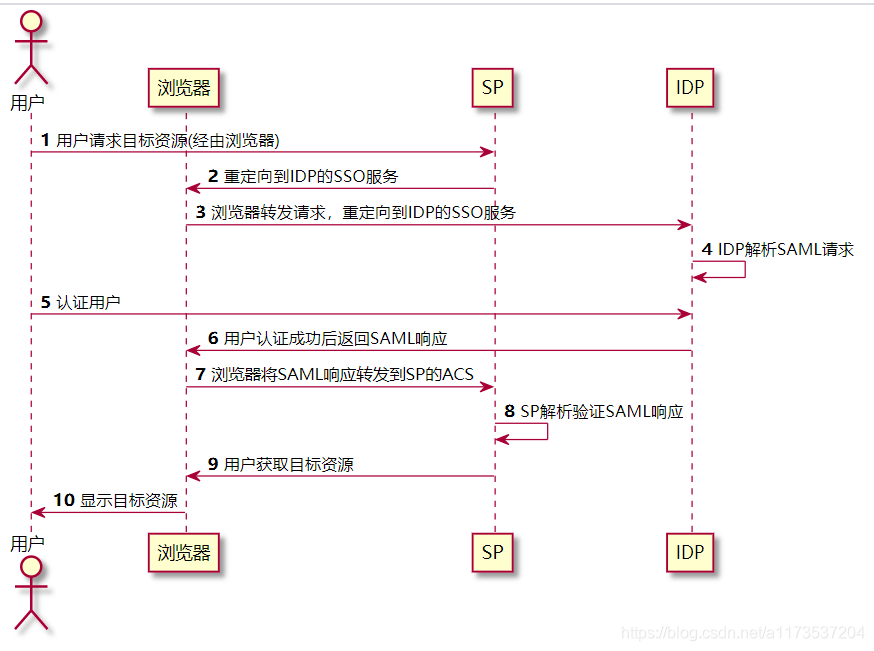 用户
浏览器
SP
IDP
1 用户请求目标资源(经由浏览器)
2 重定向到IDP的SSO服务
3 浏览器转发请求，重定向到IDP的SSO服务
4 IDP解析SAML请求
5 认证用户
6 用户认证成功后返回SAML响应
7 浏览器将SAML响应转发到SP的ACS
8 SP解析验证SAML响应
9 用户获取目标资源
10 显示目标资源
用户
浏览器
SP
IDP
https://blog.csdn.net/a1173537204